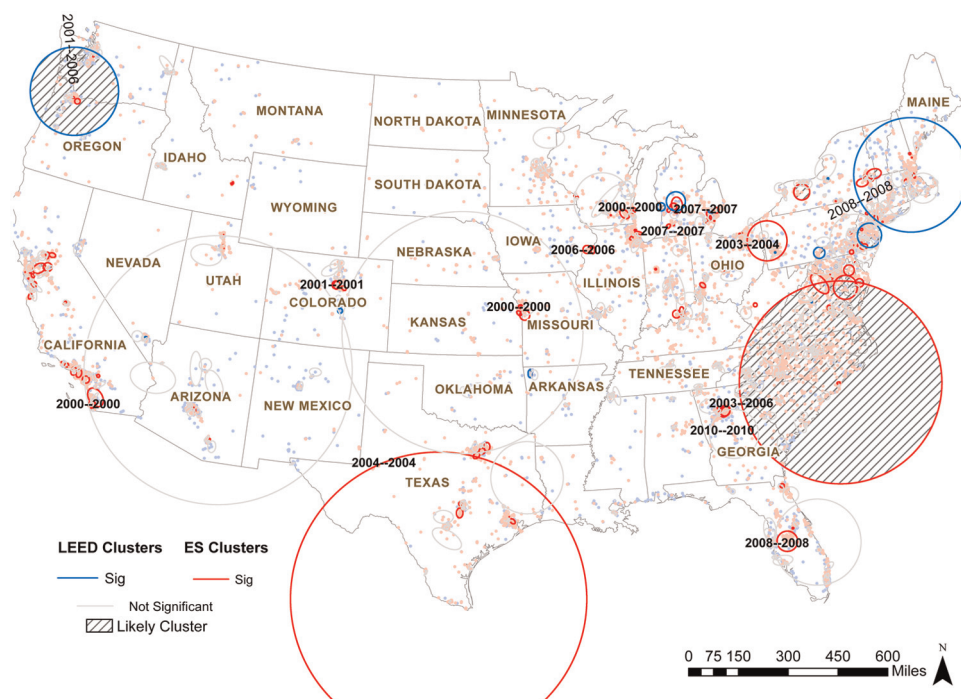 2001--2006
MAINE
MONTANA
NORTH DAKOTA
MINNESOTA
OREGON
IDAHO
SOUTH DAKOTA
2008--2008
WYOMING
2000--2000
2007--2007
2007--2007
2003--2004
NEBRASKA
IOWA
2006--2006
NEVADA
OHIO
UTAH
2001--2001
COLORADO
ILLINOIS
2000--2000
KANSAS
MISSOURI
CALIFORNIA
TENNESSEE
OKLAHOMA
ARKANSAS
ARIZONA
NEW MEXICO
2000--2000
2003--2006
2010--2010
GEORGIA
2004--2004
TEXAS
2008--2008
LEED Clusters ES Clusters
Sig Sig
Not Significant
Likely Cluster
N
0 75 150 300 450 600
Miles